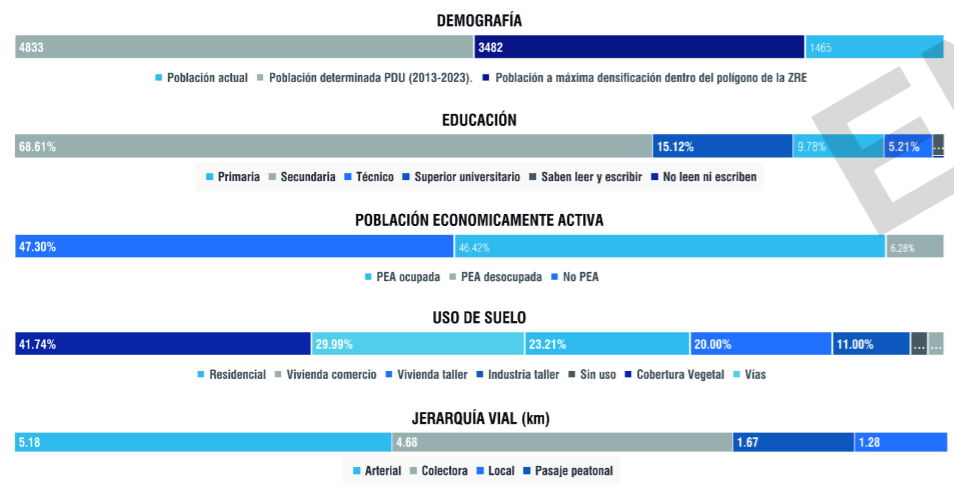 DEMOGRAFÍA
4833 3482 1465
Población actual Población determinada PDU (2013-2023). Población a máxima densificación dentro del polígono de la ZRE
EDUCACIÓN
68.61% 15.12% 9.78% 5.21% ...
Primaria Secundaria Técnico Superior universitario Saben leer y escribir No leen ni escriben
POBLACIÓN ECONOMICAMENTE ACTIVA
47.30% 46.42% 6.28%
PEA ocupada PEA desocupada No PEA
USO DE SUELO
41.74% 29.99% 23.21% 20.00% 11.00% ... ...
Residencial Vivienda comercio Vivienda taller Industria taller Sin uso Cobertura Vegetal Vías
JERARQUÍA VIAL (km)
5.18 4.68 1.67 1.28
Arterial Colectora Local Pasaje peatonal